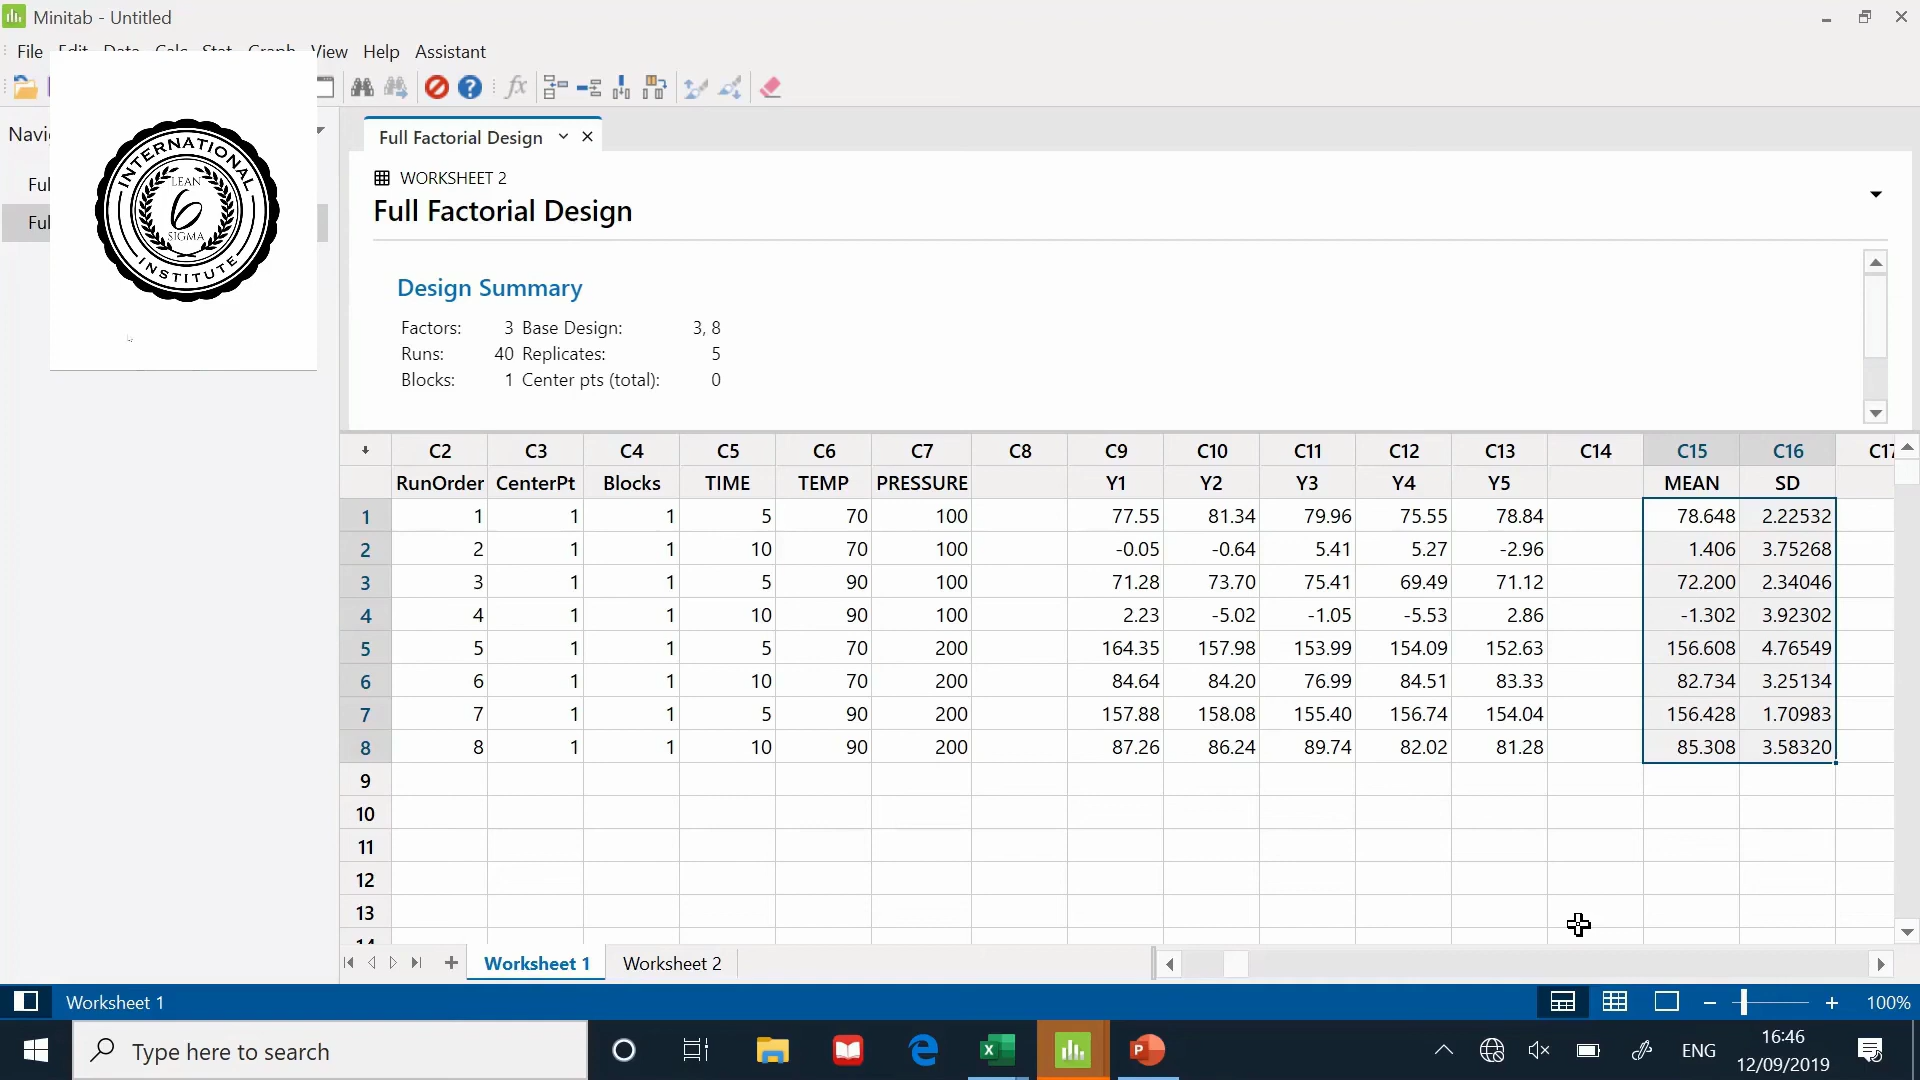 Minitab - Untitled
File Edit Data Calc Stat Graph View Help Assistant
Navi
Ful
Ful
INTERNATIONAL
LEAN
6
SIGMA
INSTITUTE
Full Factorial Design
WORKSHEET 2
Full Factorial Design
Design Summary
Factors: 3 Base Design: 3, 8
Runs: 40 Replicates: 5
Blocks: 1 Center pts (total): 0
C2 C3 C4 C5 C6 C7 C8 C9 C10 C11 C12 C13 C14 C15 C16 C17
RunOrder CenterPt Blocks TIME TEMP PRESSURE Y1 Y2 Y3 Y4 Y5 MEAN SD
1 1 1 1 5 70 100 77.55 81.34 79.96 75.55 78.84 78.648 2.22532
2 2 1 1 10 70 100 -0.05 -0.64 5.41 5.27 -2.96 1.406 3.75268
3 3 1 1 5 90 100 71.28 73.70 75.41 69.49 71.12 72.200 2.34046
4 4 1 1 10 90 100 2.23 -5.02 -1.05 -5.53 2.86 -1.302 3.92302
5 5 1 1 5 70 200 164.35 157.98 153.99 154.09 152.63 156.608 4.76549
6 6 1 1 10 70 200 84.64 84.20 76.99 84.51 83.33 82.734 3.25134
7 7 1 1 5 90 200 157.88 158.08 155.40 156.74 154.04 156.428 1.70983
8 8 1 1 10 90 200 87.26 86.24 89.74 82.02 81.28 85.308 3.58320
9
10
11
12
13
14
Worksheet 1 Worksheet 2
Worksheet 1 100%
Type here to search ENG 16:46
12/09/2019